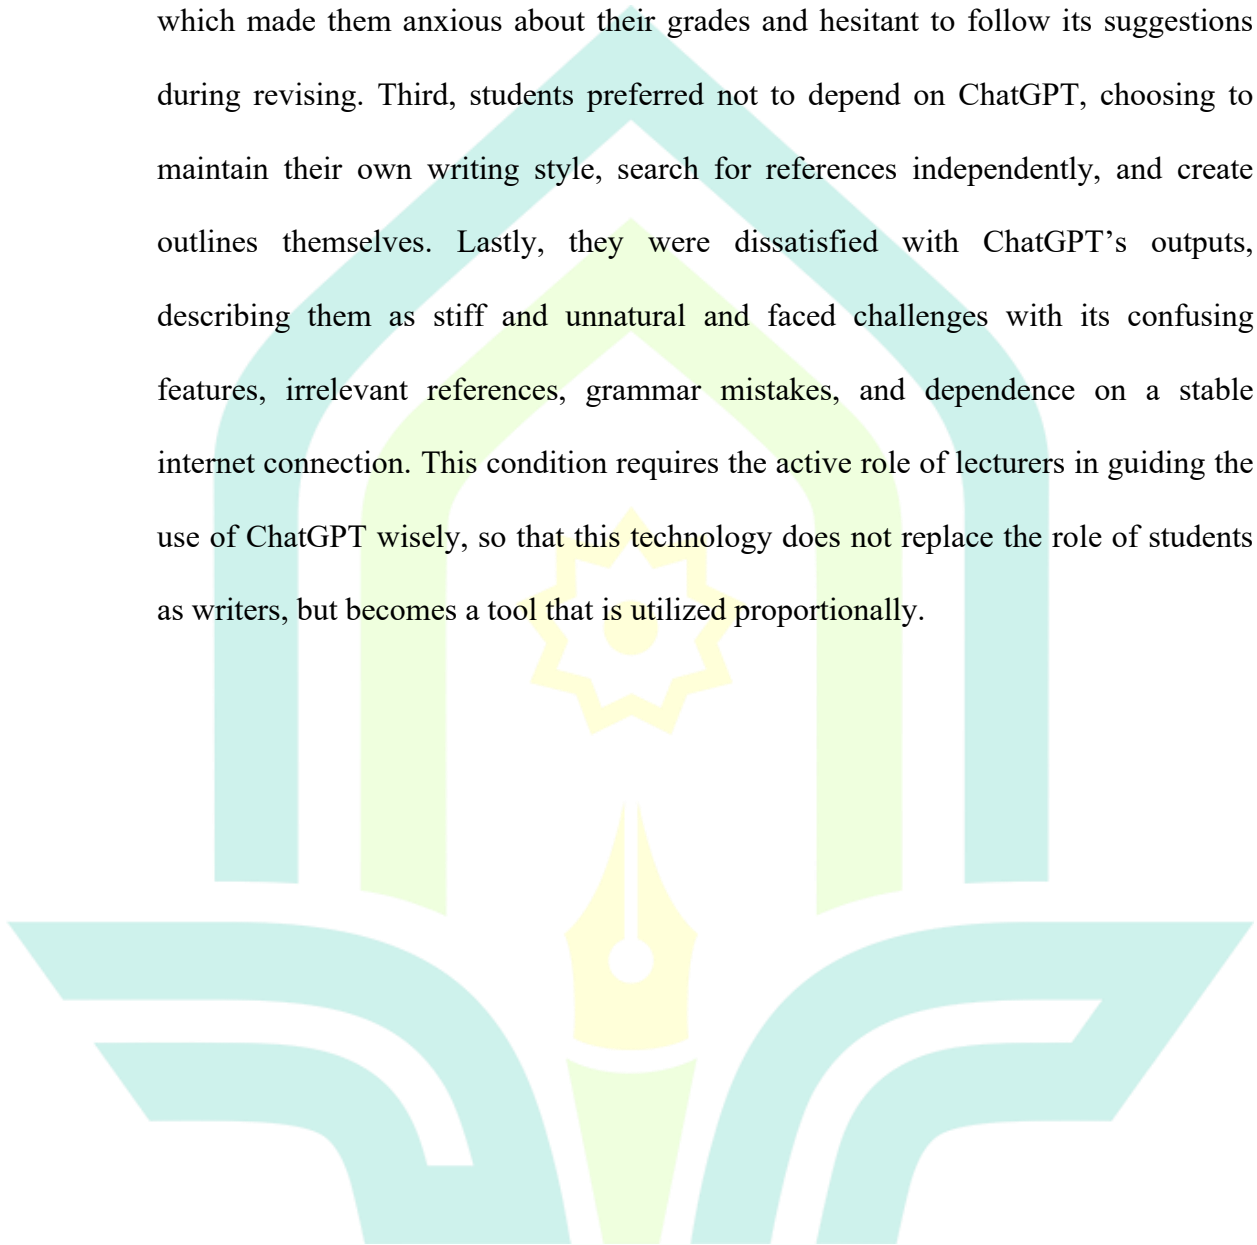 which made them anxious about their grades and hesitant to follow its suggestions
during revising. Third, students preferred not to depend on ChatGPT, choosing to
maintain their own writing style, search for references independently, and create
outlines themselves. Lastly, they were dissatisfied with ChatGPT’s outputs,
describing them as stiff and unnatural and faced challenges with its confusing
features, irrelevant references, grammar mistakes, and dependence on a stable
internet connection. This condition requires the active role of lecturers in guiding the
use of ChatGPT wisely, so that this technology does not replace the role of students
as writers, but becomes a tool that is utilized proportionally.